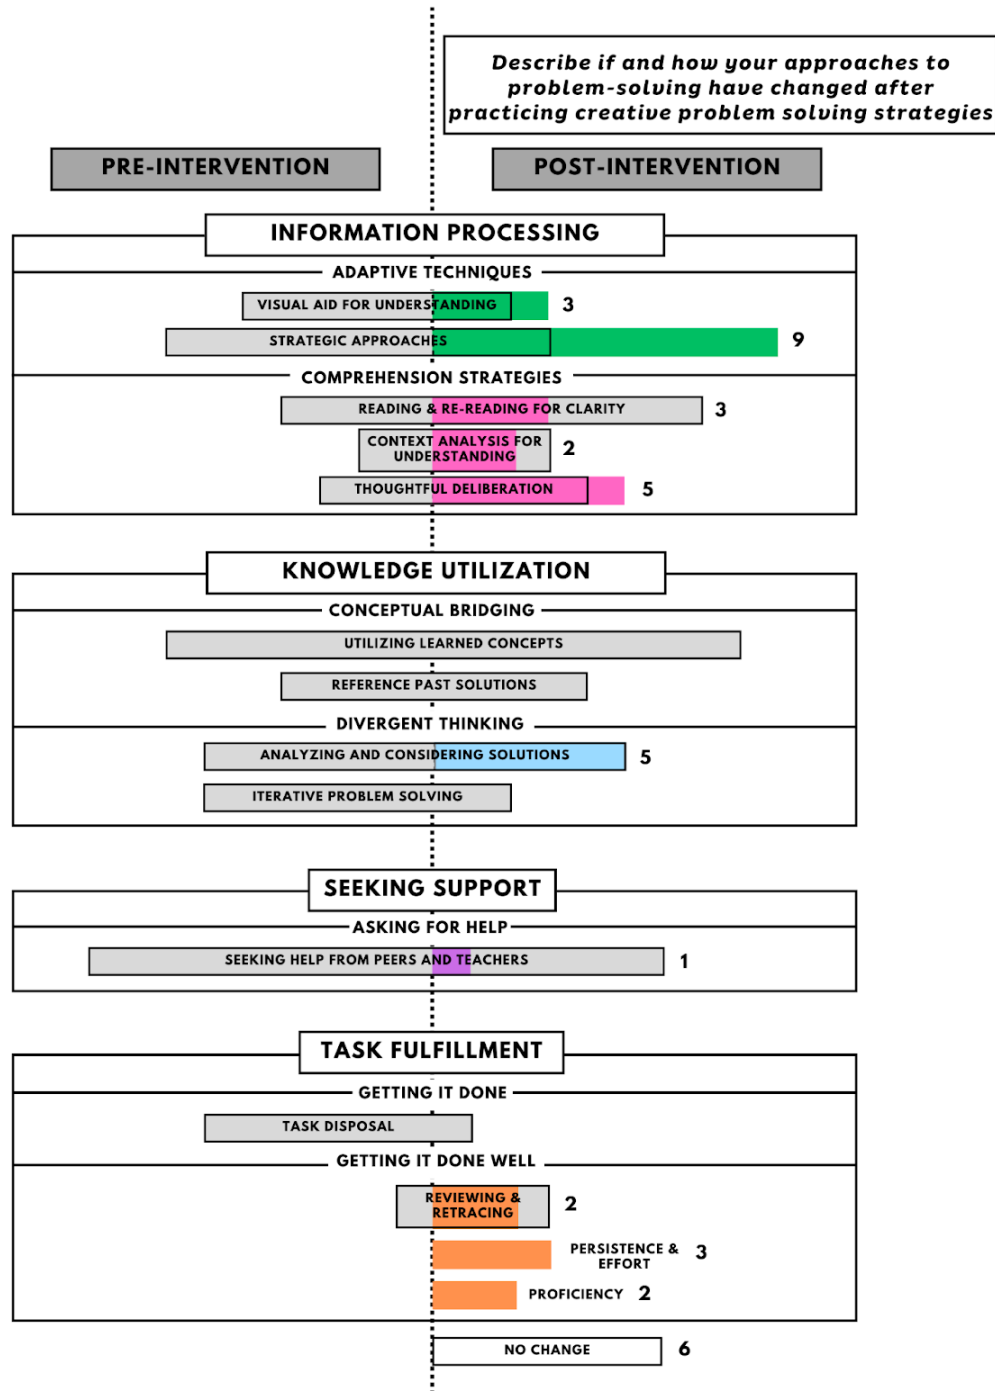 Describe if and how your approaches to
problem-solving have changed after
practicing creative problem solving strategies
PRE-INTERVENTION
POST-INTERVENTION
INFORMATION PROCESSING
ADAPTIVE TECHNIQUES
VISUAL AID FOR UNDERSTANDING
3
STRATEGIC APPROACHES
9
COMPREHENSION STRATEGIES
READING & RE-READING FOR CLARITY
3
CONTEXT ANALYSIS FOR
UNDERSTANDING
2
THOUGHTFUL DELIBERATION
5
KNOWLEDGE UTILIZATION
CONCEPTUAL BRIDGING
UTILIZING LEARNED CONCEPTS
REFERENCE PAST SOLUTIONS
DIVERGENT THINKING
ANALYZING AND CONSIDERING SOLUTIONS
5
ITERATIVE PROBLEM SOLVING
SEEKING SUPPORT
ASKING FOR HELP
SEEKING HELP FROM PEERS AND TEACHERS
1
TASK FULFILLMENT
GETTING IT DONE
TASK DISPOSAL
GETTING IT DONE WELL
REVIEWING &
RETRACING
2
PERSISTENCE &
EFFORT
3
PROFICIENCY
2
NO CHANGE
6